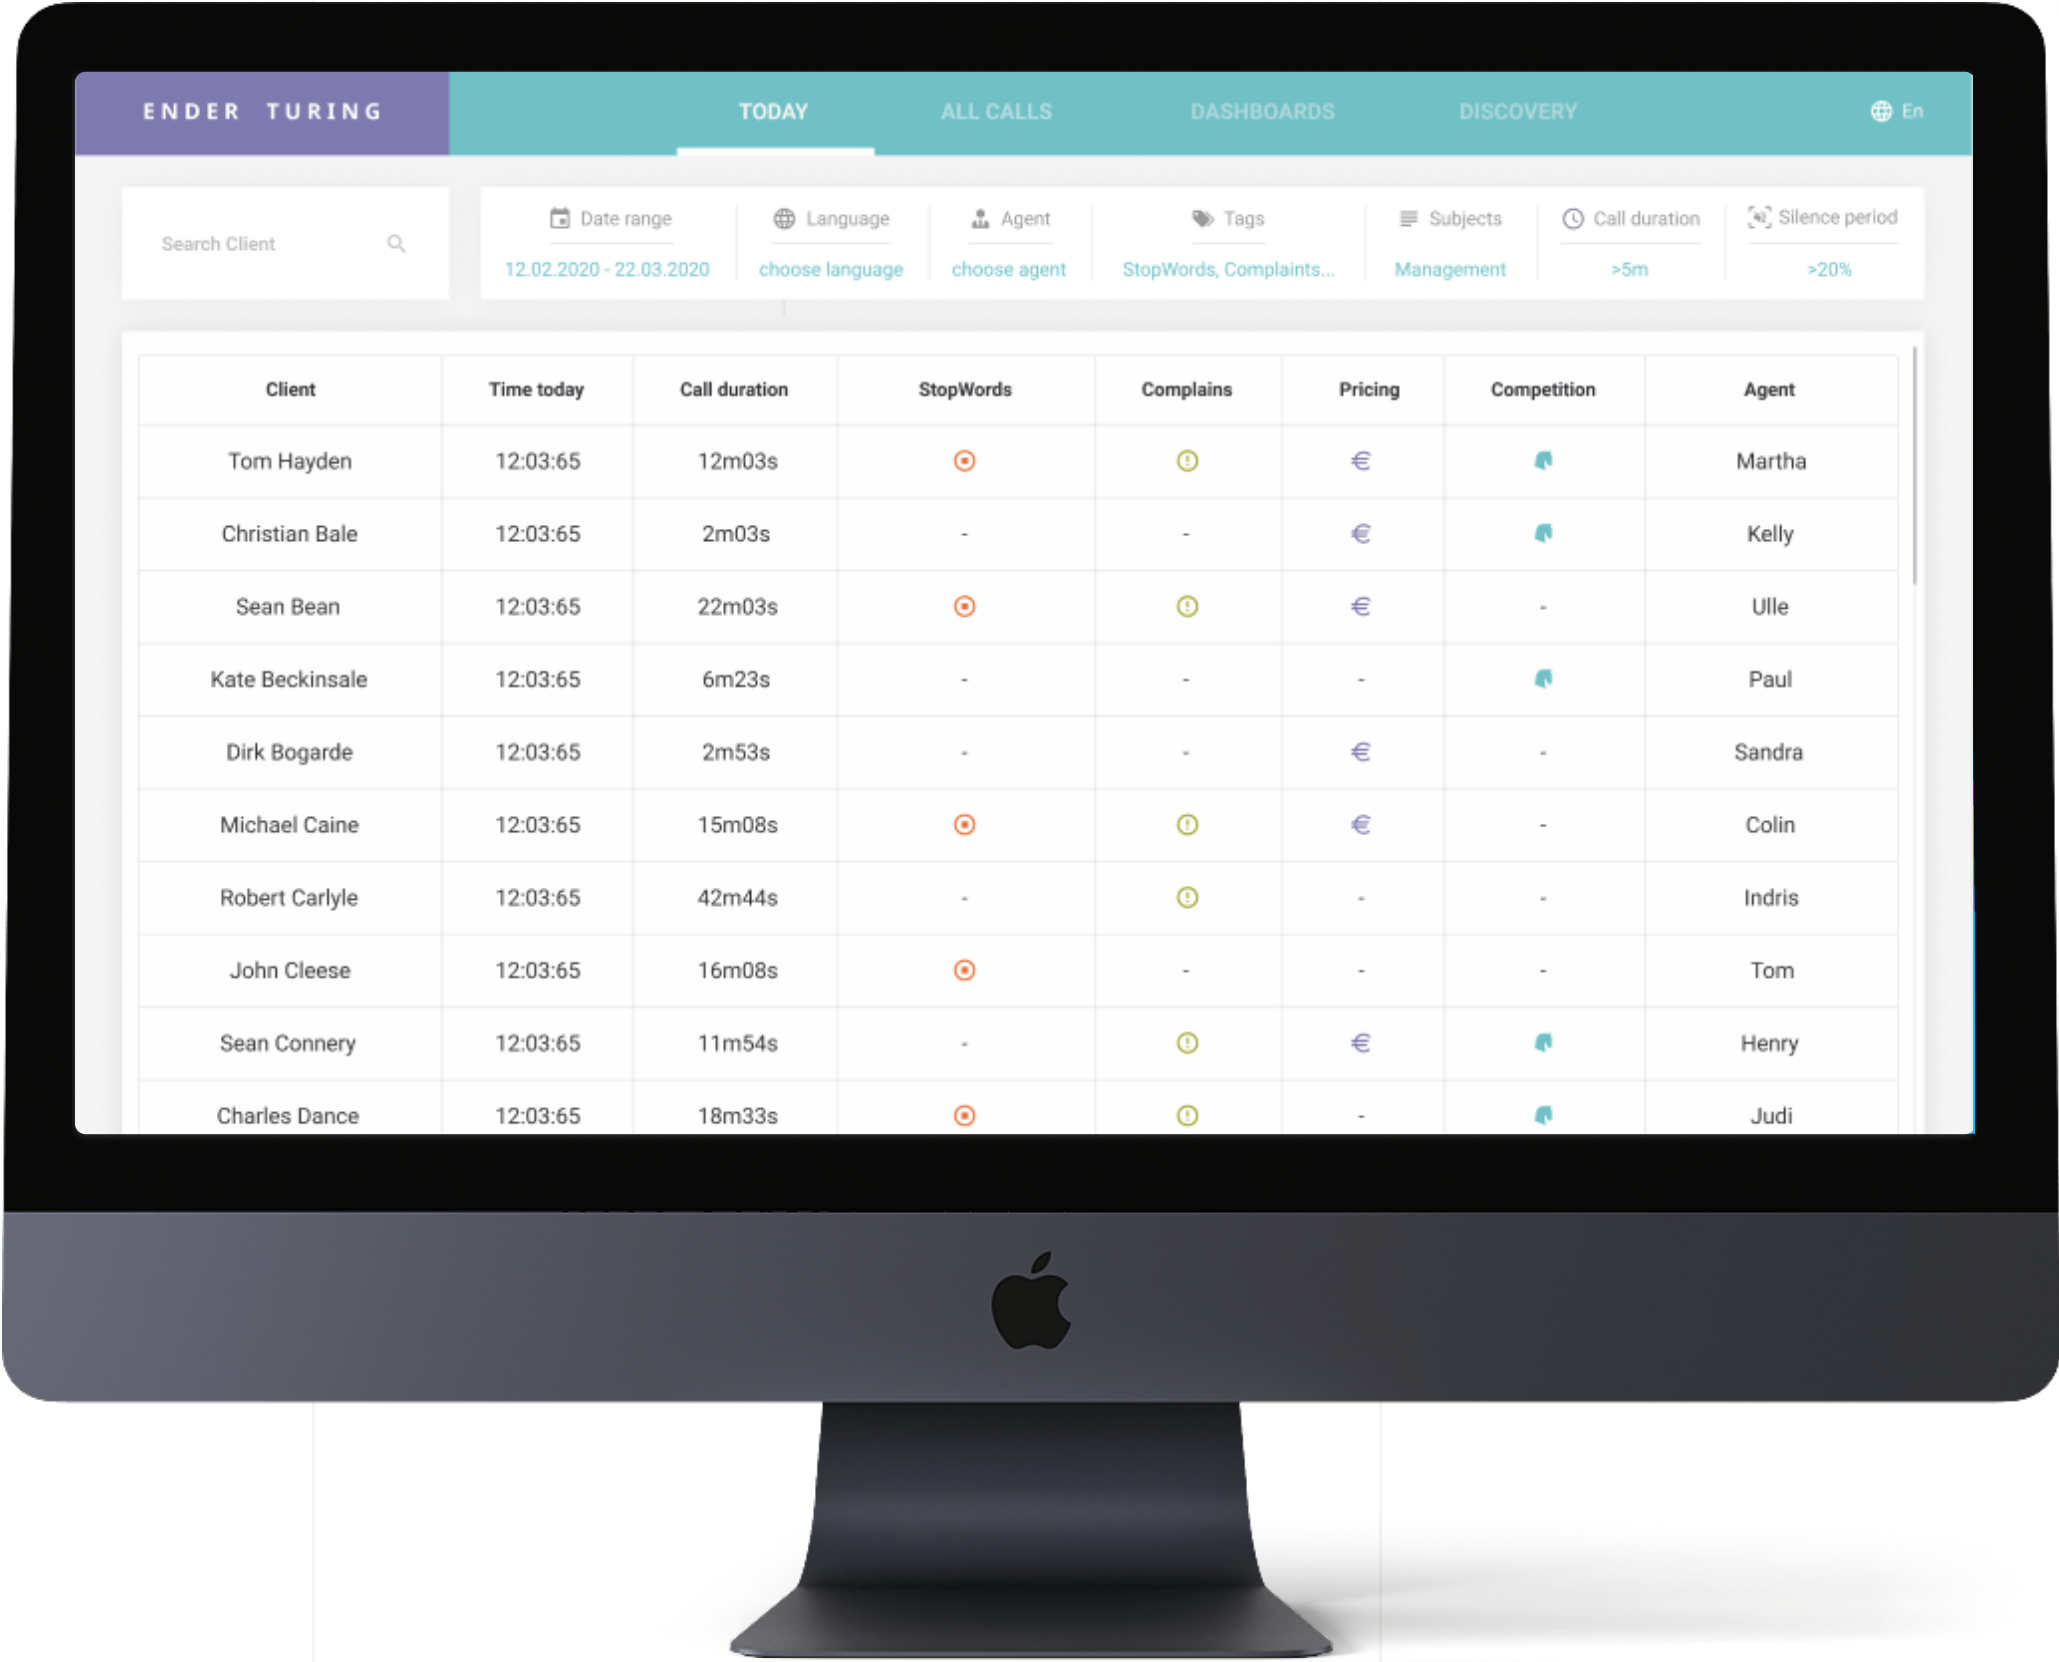 ENDER TURING
TODAY
ALL CALLS
DASHBOARDS
DISCOVERY
En
Search Client
Date range
Language
Agent
Tags
Subjects
Call duration
Silence period
12.02.2020 - 22.03.2020
choose language
choose agent
StopWords, Complaints...
Management
>5m
>20%
Client Time today Call duration StopWords Complains Pricing Competition Agent
Tom Hayden 12:03:65 12m03s € Martha
Christian Bale 12:03:65 2m03s - - € Kelly
Sean Bean 12:03:65 22m03s € - Ulle
Kate Beckinsale 12:03:65 6m23s - - - Paul
Dirk Bogarde 12:03:65 2m53s - - € - Sandra
Michael Caine 12:03:65 15m08s € - Colin
Robert Carlyle 12:03:65 42m44s - - - Indris
John Cleese 12:03:65 16m08s - - - Tom
Sean Connery 12:03:65 11m54s - € Henry
Charles Dance 12:03:65 18m33s - Judi